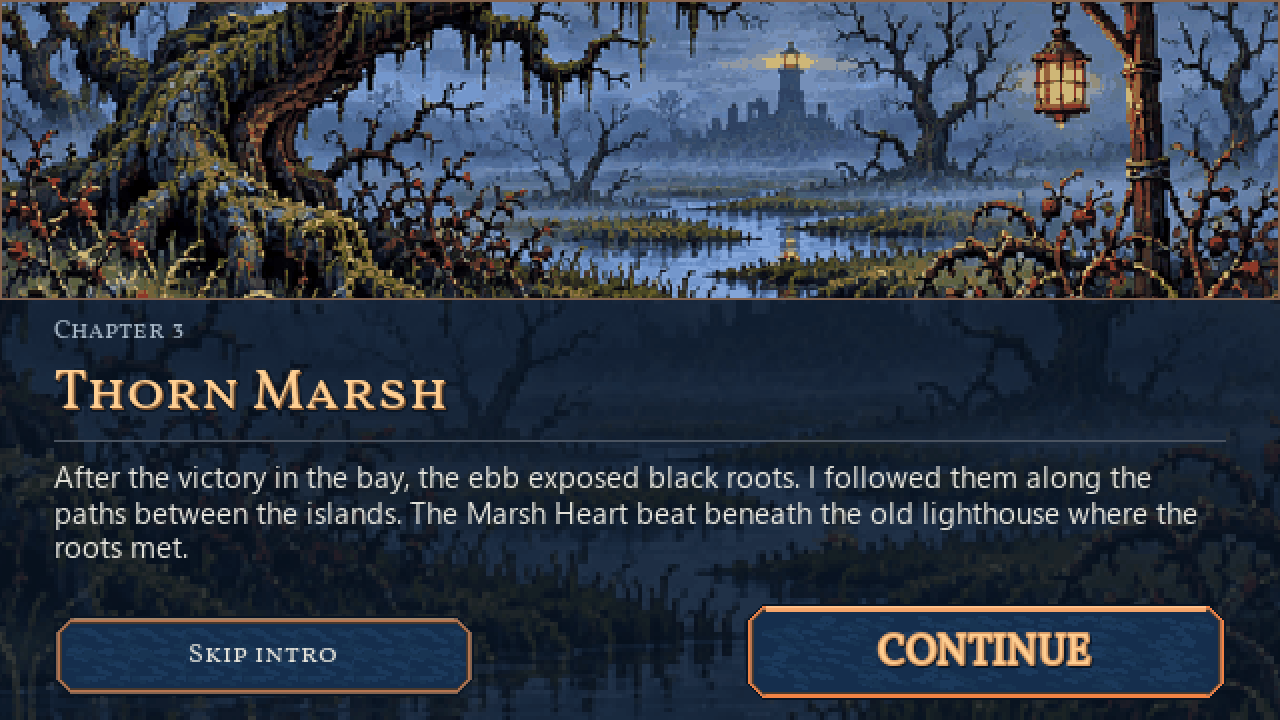 Chapter 3
Thorn Marsh
After the victory in the bay, the ebb exposed black roots. I followed them along the
paths between the islands. The Marsh Heart beat beneath the old lighthouse where the
roots met.
Skip intro
CONTINUE